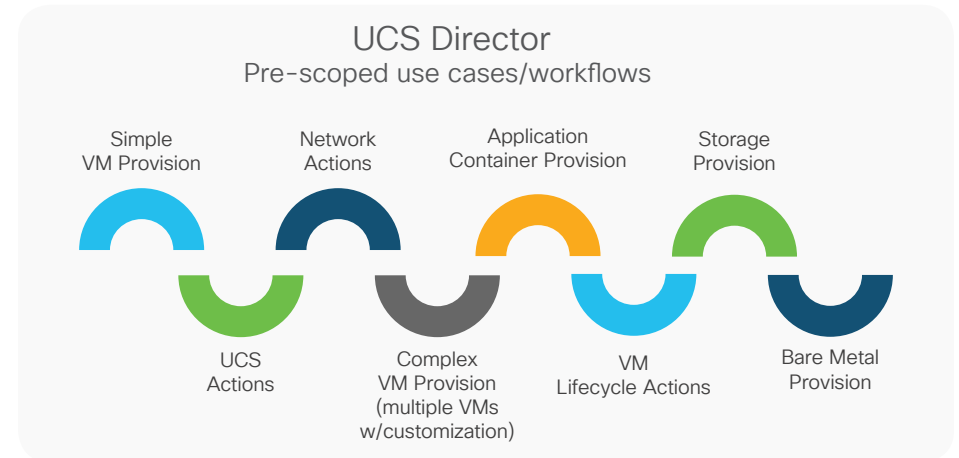 UCS Director
Pre-scoped use cases/workflows
Simple
VM Provision
Network
Actions
Application
Container Provision
Storage
Provision
UCS
Actions
Complex
VM Provision
(multiple VMs
w/customization)
VM
Lifecycle Actions
Bare Metal
Provision